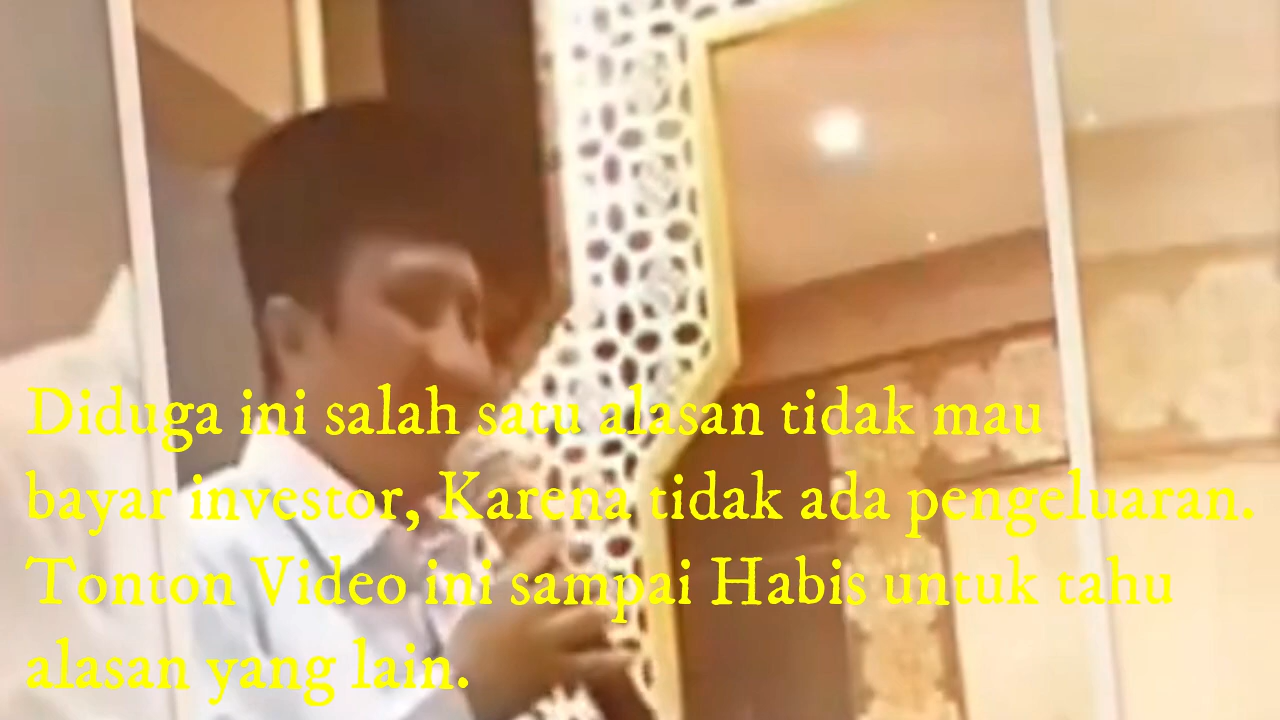 Diduga ini salah satu alasan tidak mau
bayar investor, Karena tidak ada pengeluaran.
Tonton Video ini sampai Habis untuk tahu
alasan yang lain.